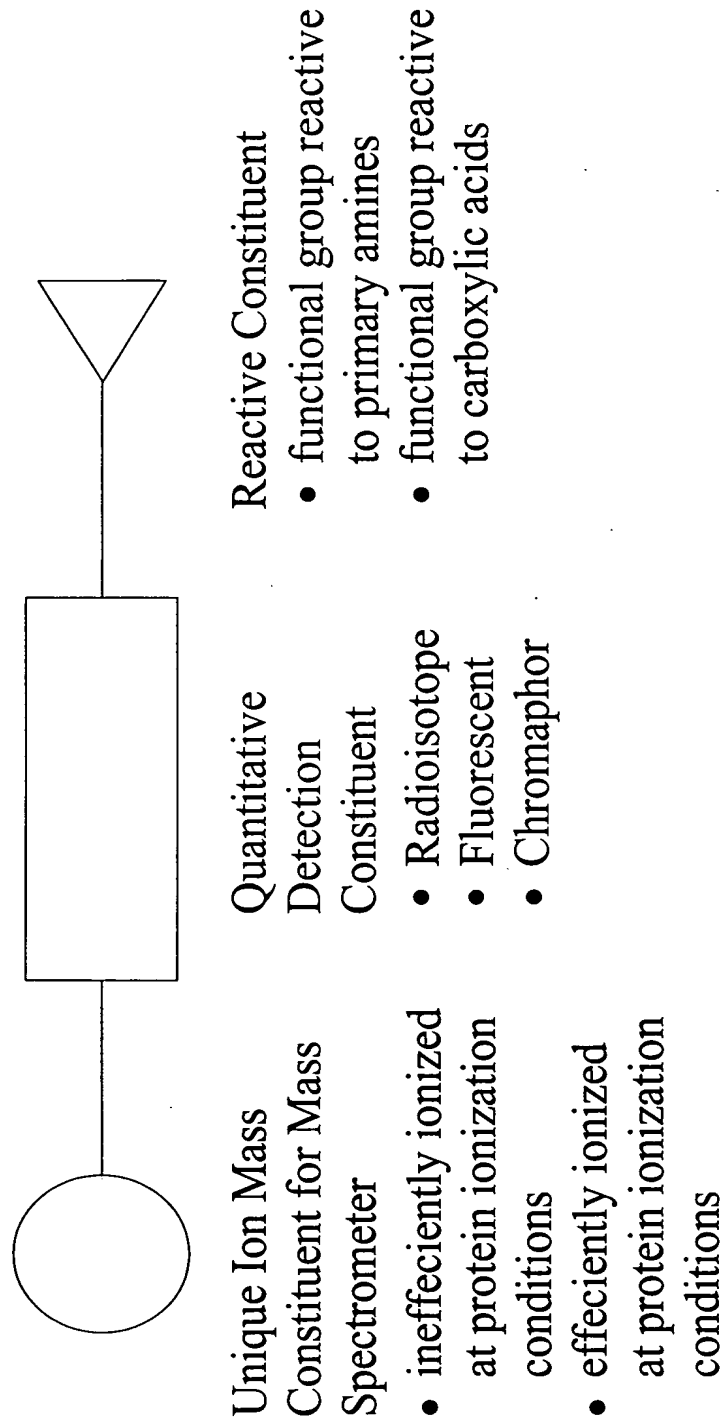 Unique Ion Mass
Constituent for Mass
Spectrometer
• ineffeciently ionized
at protein ionization
conditions
• effeciently ionized
at protein ionization
conditions
Quantitative
Detection
Constituent
• Radioisotope
• Fluorescent
• Chromaphor
Reactive Constituent
• functional group reactive
to primary amines
• functional group reactive
to carboxylic acids